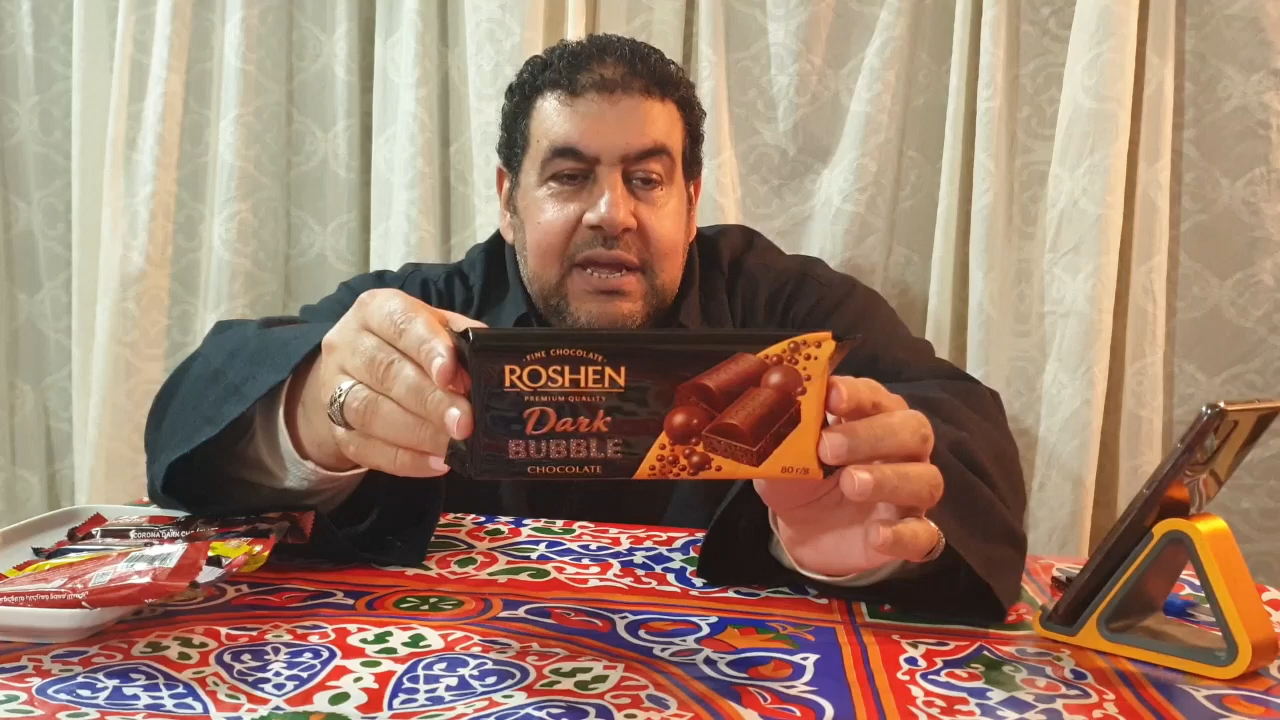 FINE CHOCOLATE
ROSHEN
PREMIUM QUALITY
Dark
BUBBLE
CHOCOLATE
80 г/g
CORONA DARK